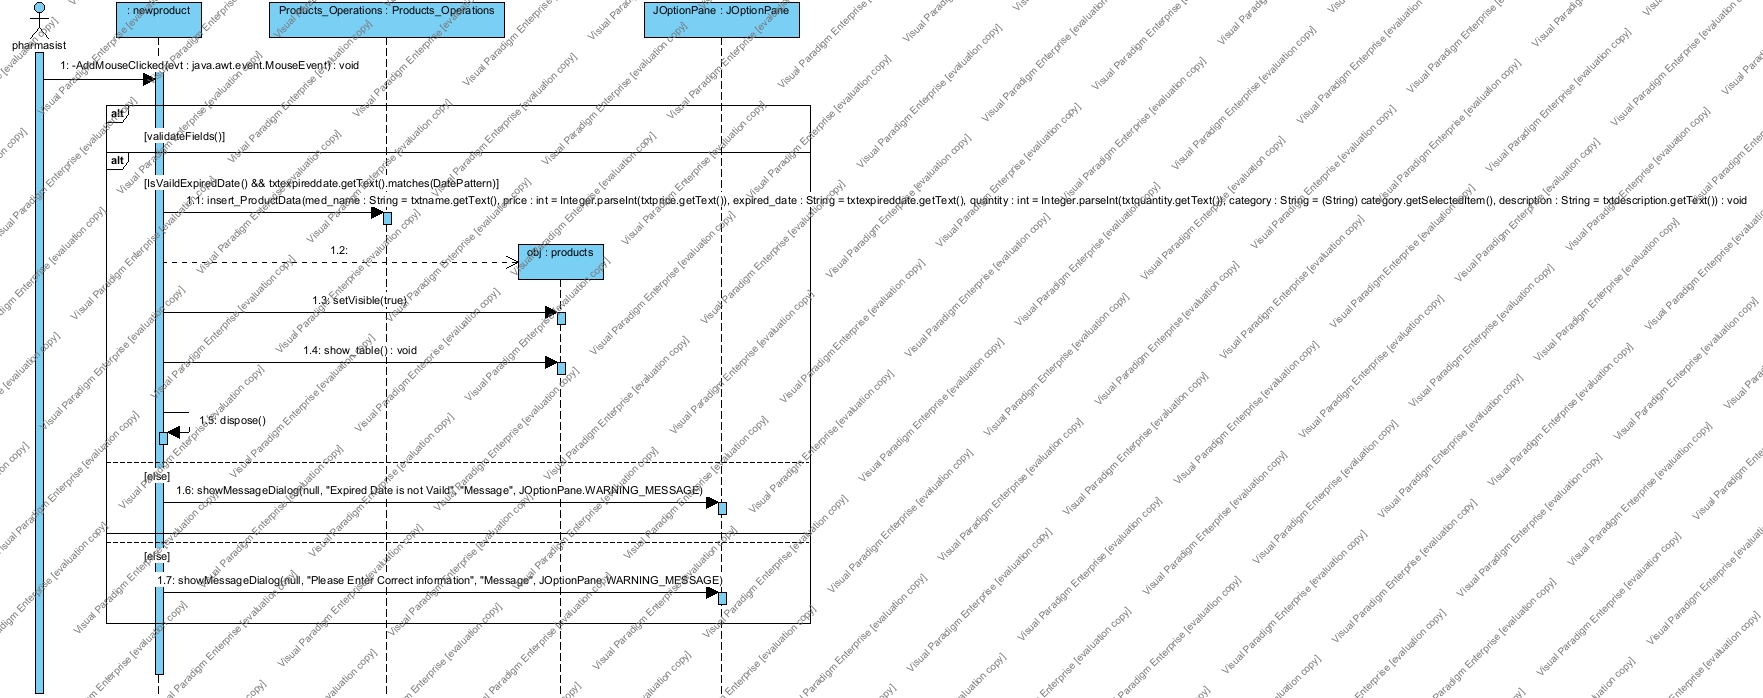 : newproduct
Products_Operations : Products_Operations
JOptionPane : JOptionPane
pharmasist
1: -AddMouseClicked(evt : java.awt.event.MouseEvent) : void
alt
[validateFields()]
alt
[IsVaildExpiredDate() && txtexpireddate.getText().matches(DatePattern)]
1.1: insert_ProductData(med_name : String = txtname.getText(), price : int = Integer.parseInt(txtprice.getText()), expired_date : String = txtexpireddate.getText(), quantity : int = Integer.parseInt(txtquantity.getText()), category : String = (String) category.getSelectedItem(), description : String = txtdescription.getText()) : void
1.2:
obj : products
1.3: setVisible(true)
1.4: show_table() : void
1.5: dispose()
[else]
1.6: showMessageDialog(null, "Expired Date is not Vaild", "Message", JOptionPane.WARNING_MESSAGE)
[else]
1.7: showMessageDialog(null, "Please Enter Correct information", "Message", JOptionPane.WARNING_MESSAGE)
Visual Paradigm Enterprise [evaluation copy]